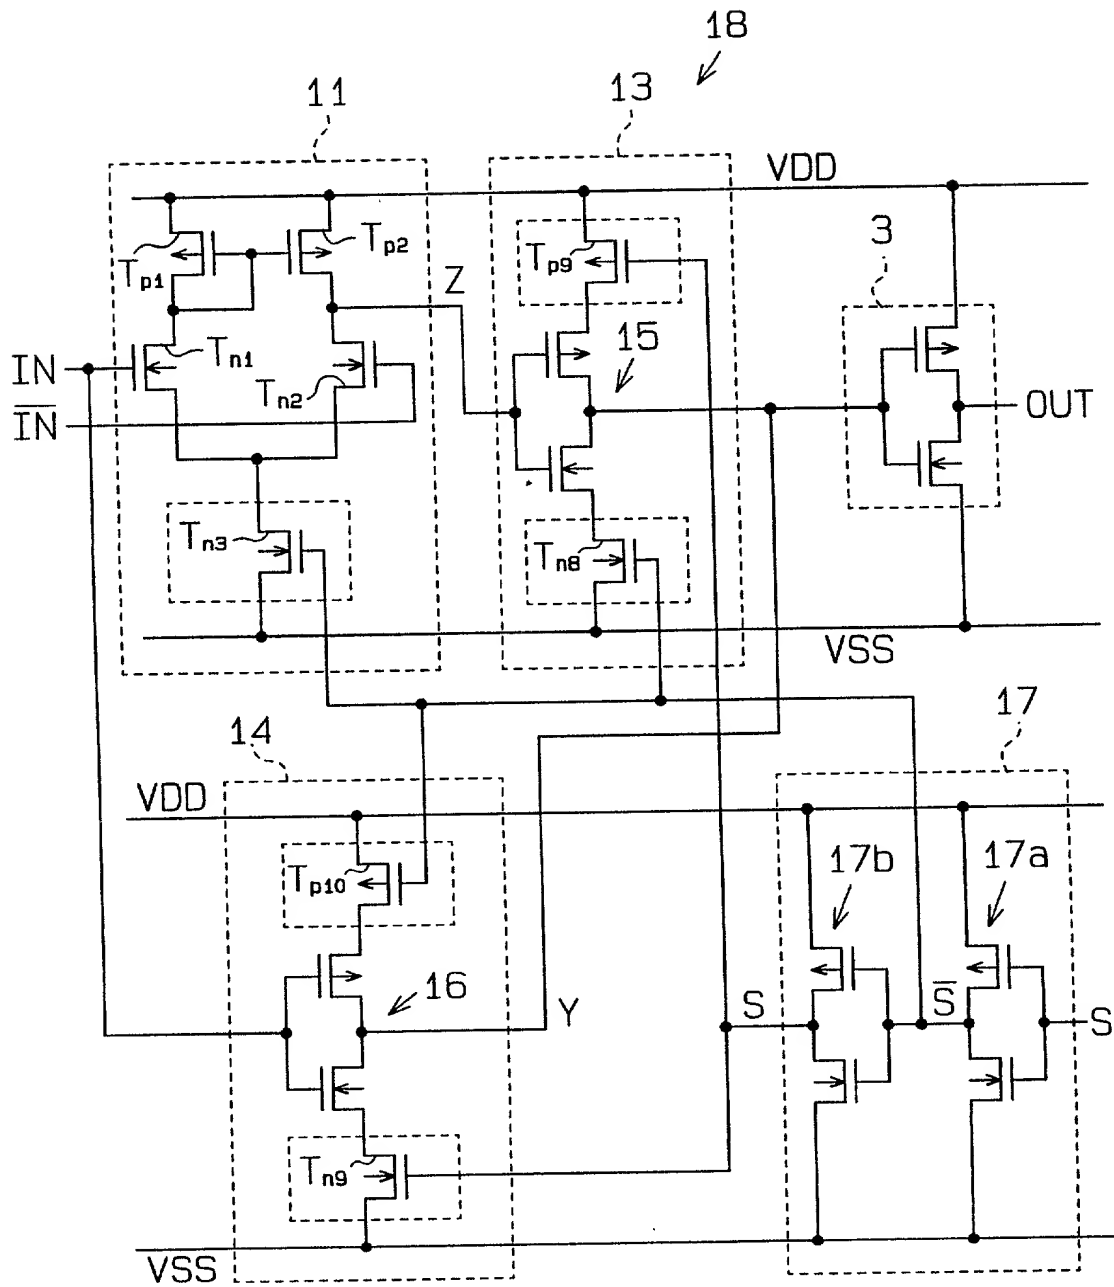 18
11
13
VDD
3
Tp1
Tp2
Tp9
Z
IN
Tn1
15
IN̅
Tn2
OUT
Tn3
Tn8
VSS
14
17
VDD
Tp10
17b
17a
16
Y
S
S̅
S
Tn9
VSS